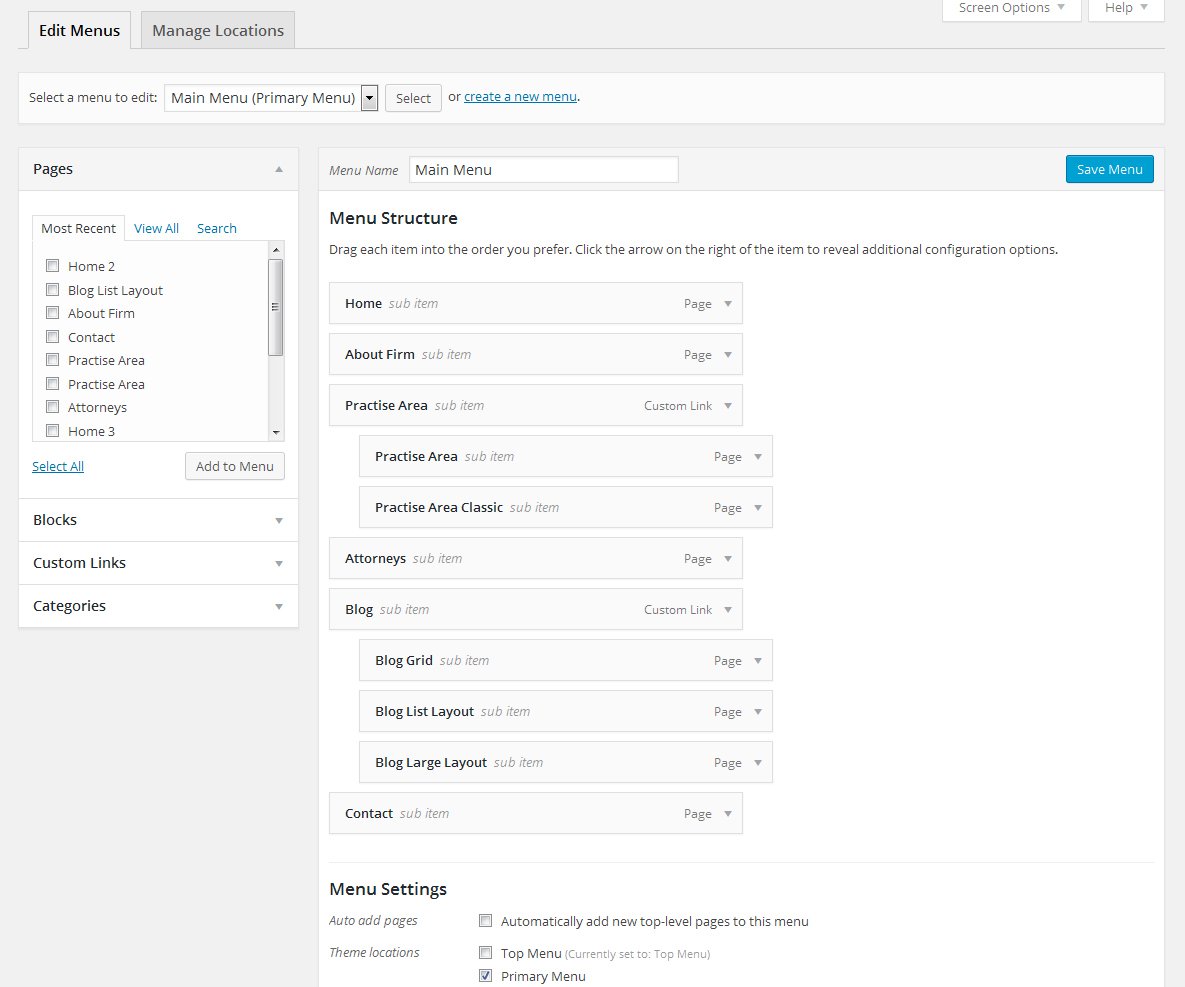 Screen Options Help
Edit Menus Manage Locations
Select a menu to edit: Main Menu (Primary Menu) Select or create a new menu.
Pages
Most Recent View All Search
Home 2
Blog List Layout
About Firm
Contact
Practise Area
Practise Area
Attorneys
Home 3
Select All Add to Menu
Blocks
Custom Links
Categories
Menu Name Main Menu Save Menu
Menu Structure
Drag each item into the order you prefer. Click the arrow on the right of the item to reveal additional configuration options.
Home sub item Page
About Firm sub item Page
Practise Area sub item Custom Link
Practise Area sub item Page
Practise Area Classic sub item Page
Attorneys sub item Page
Blog sub item Custom Link
Blog Grid sub item Page
Blog List Layout sub item Page
Blog Large Layout sub item Page
Contact sub item Page
Menu Settings
Auto add pages Automatically add new top-level pages to this menu
Theme locations Top Menu (Currently set to: Top Menu)
Primary Menu